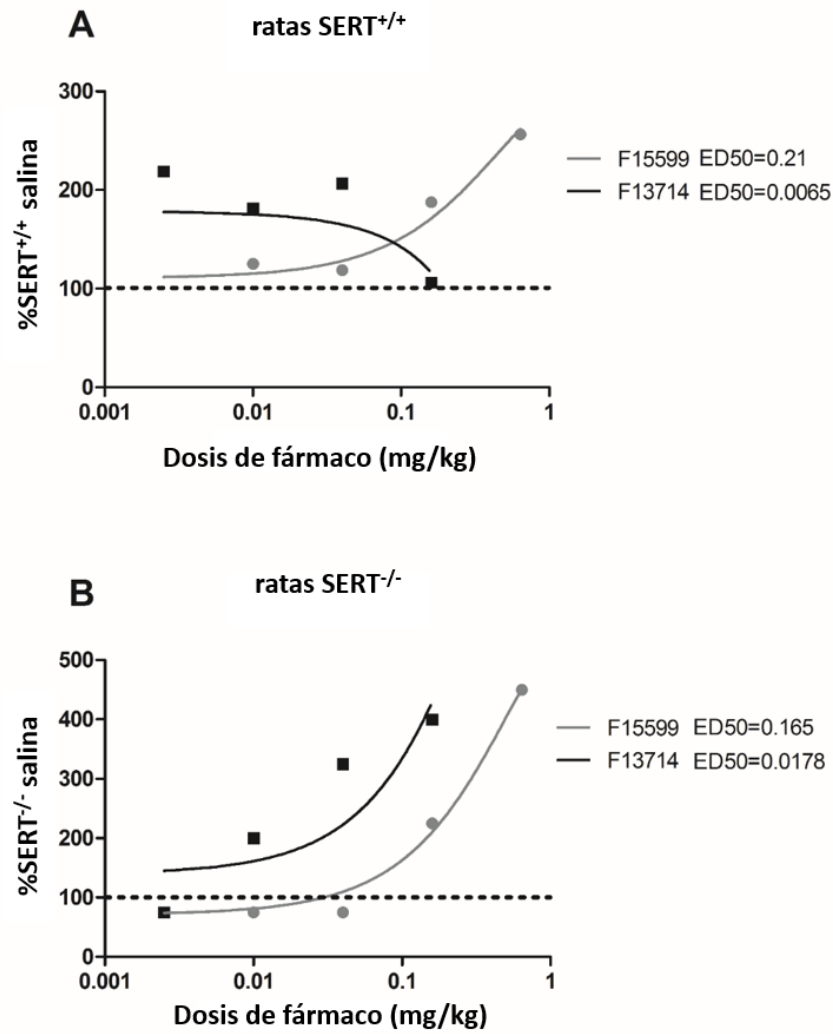 A
ratas SERT+/+
300
200
100
0
%SERT+/+ salina
0.001 0.01 0.1 1
Dosis de fármaco (mg/kg)
F15599 ED50=0.21
F13714 ED50=0.0065
B
ratas SERT-/-
500
400
300
200
100
0
%SERT-/- salina
0.001 0.01 0.1 1
Dosis de fármaco (mg/kg)
F15599 ED50=0.165
F13714 ED50=0.0178